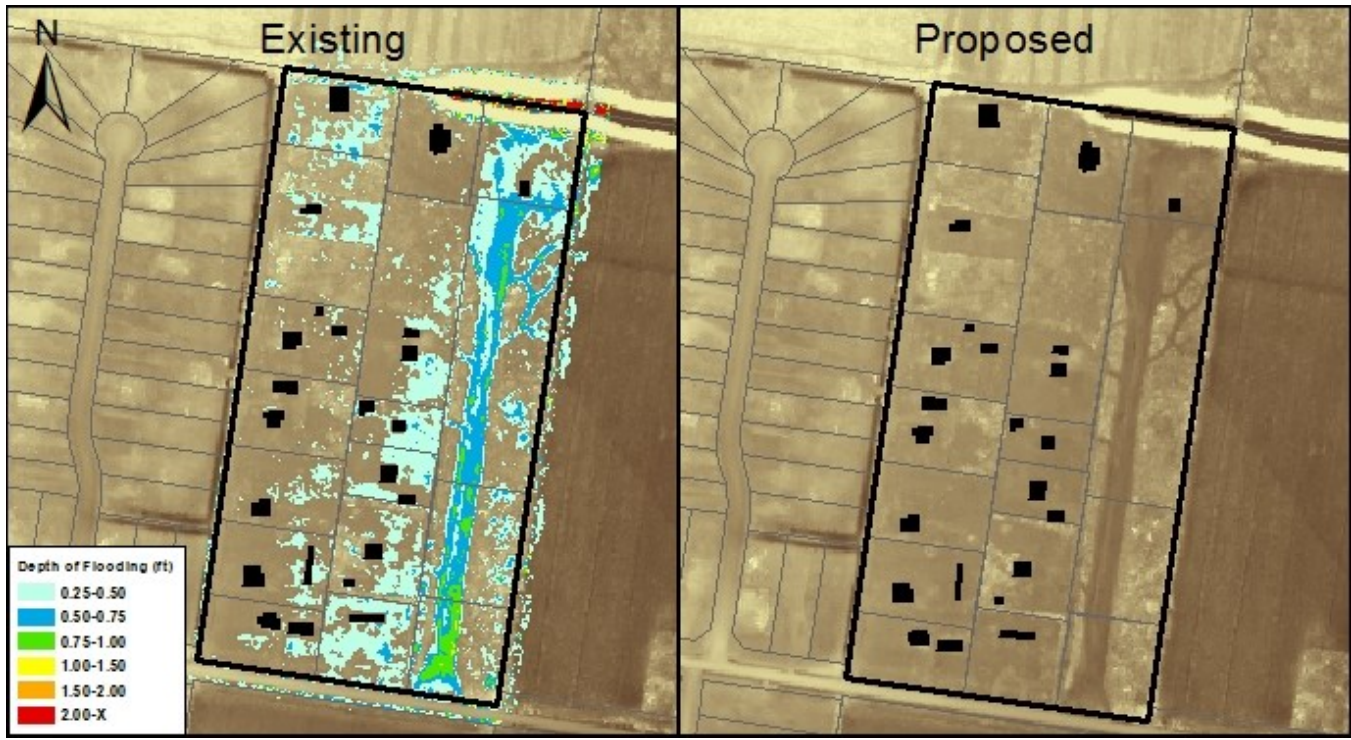 N
Existing
Proposed
Depth of Flooding (ft)
0.25-0.50
0.50-0.75
0.75-1.00
1.00-1.50
1.50-2.00
2.00-X